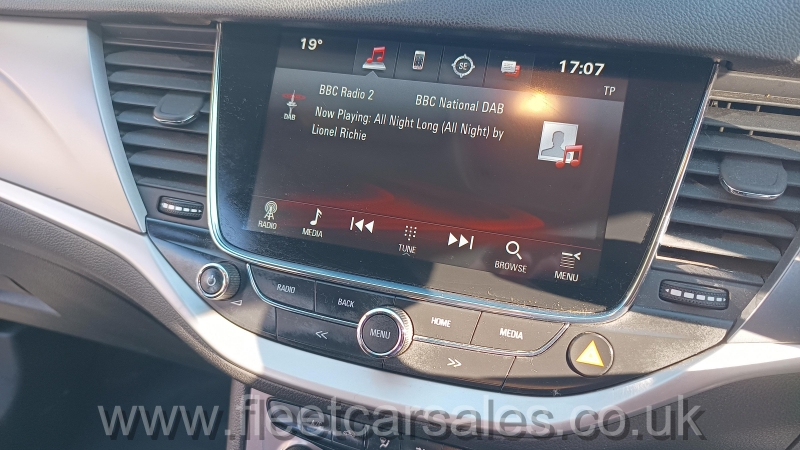 19°
SE
17:07
TP
BBC Radio 2
BBC National DAB
DAB
Now Playing: All Night Long (All Night) by
Lionel Richie
RADIO
MEDIA
TUNE
BROWSE
MENU
RADIO
BACK
MENU
HOME
MEDIA
www.fleetcarsales.co.uk